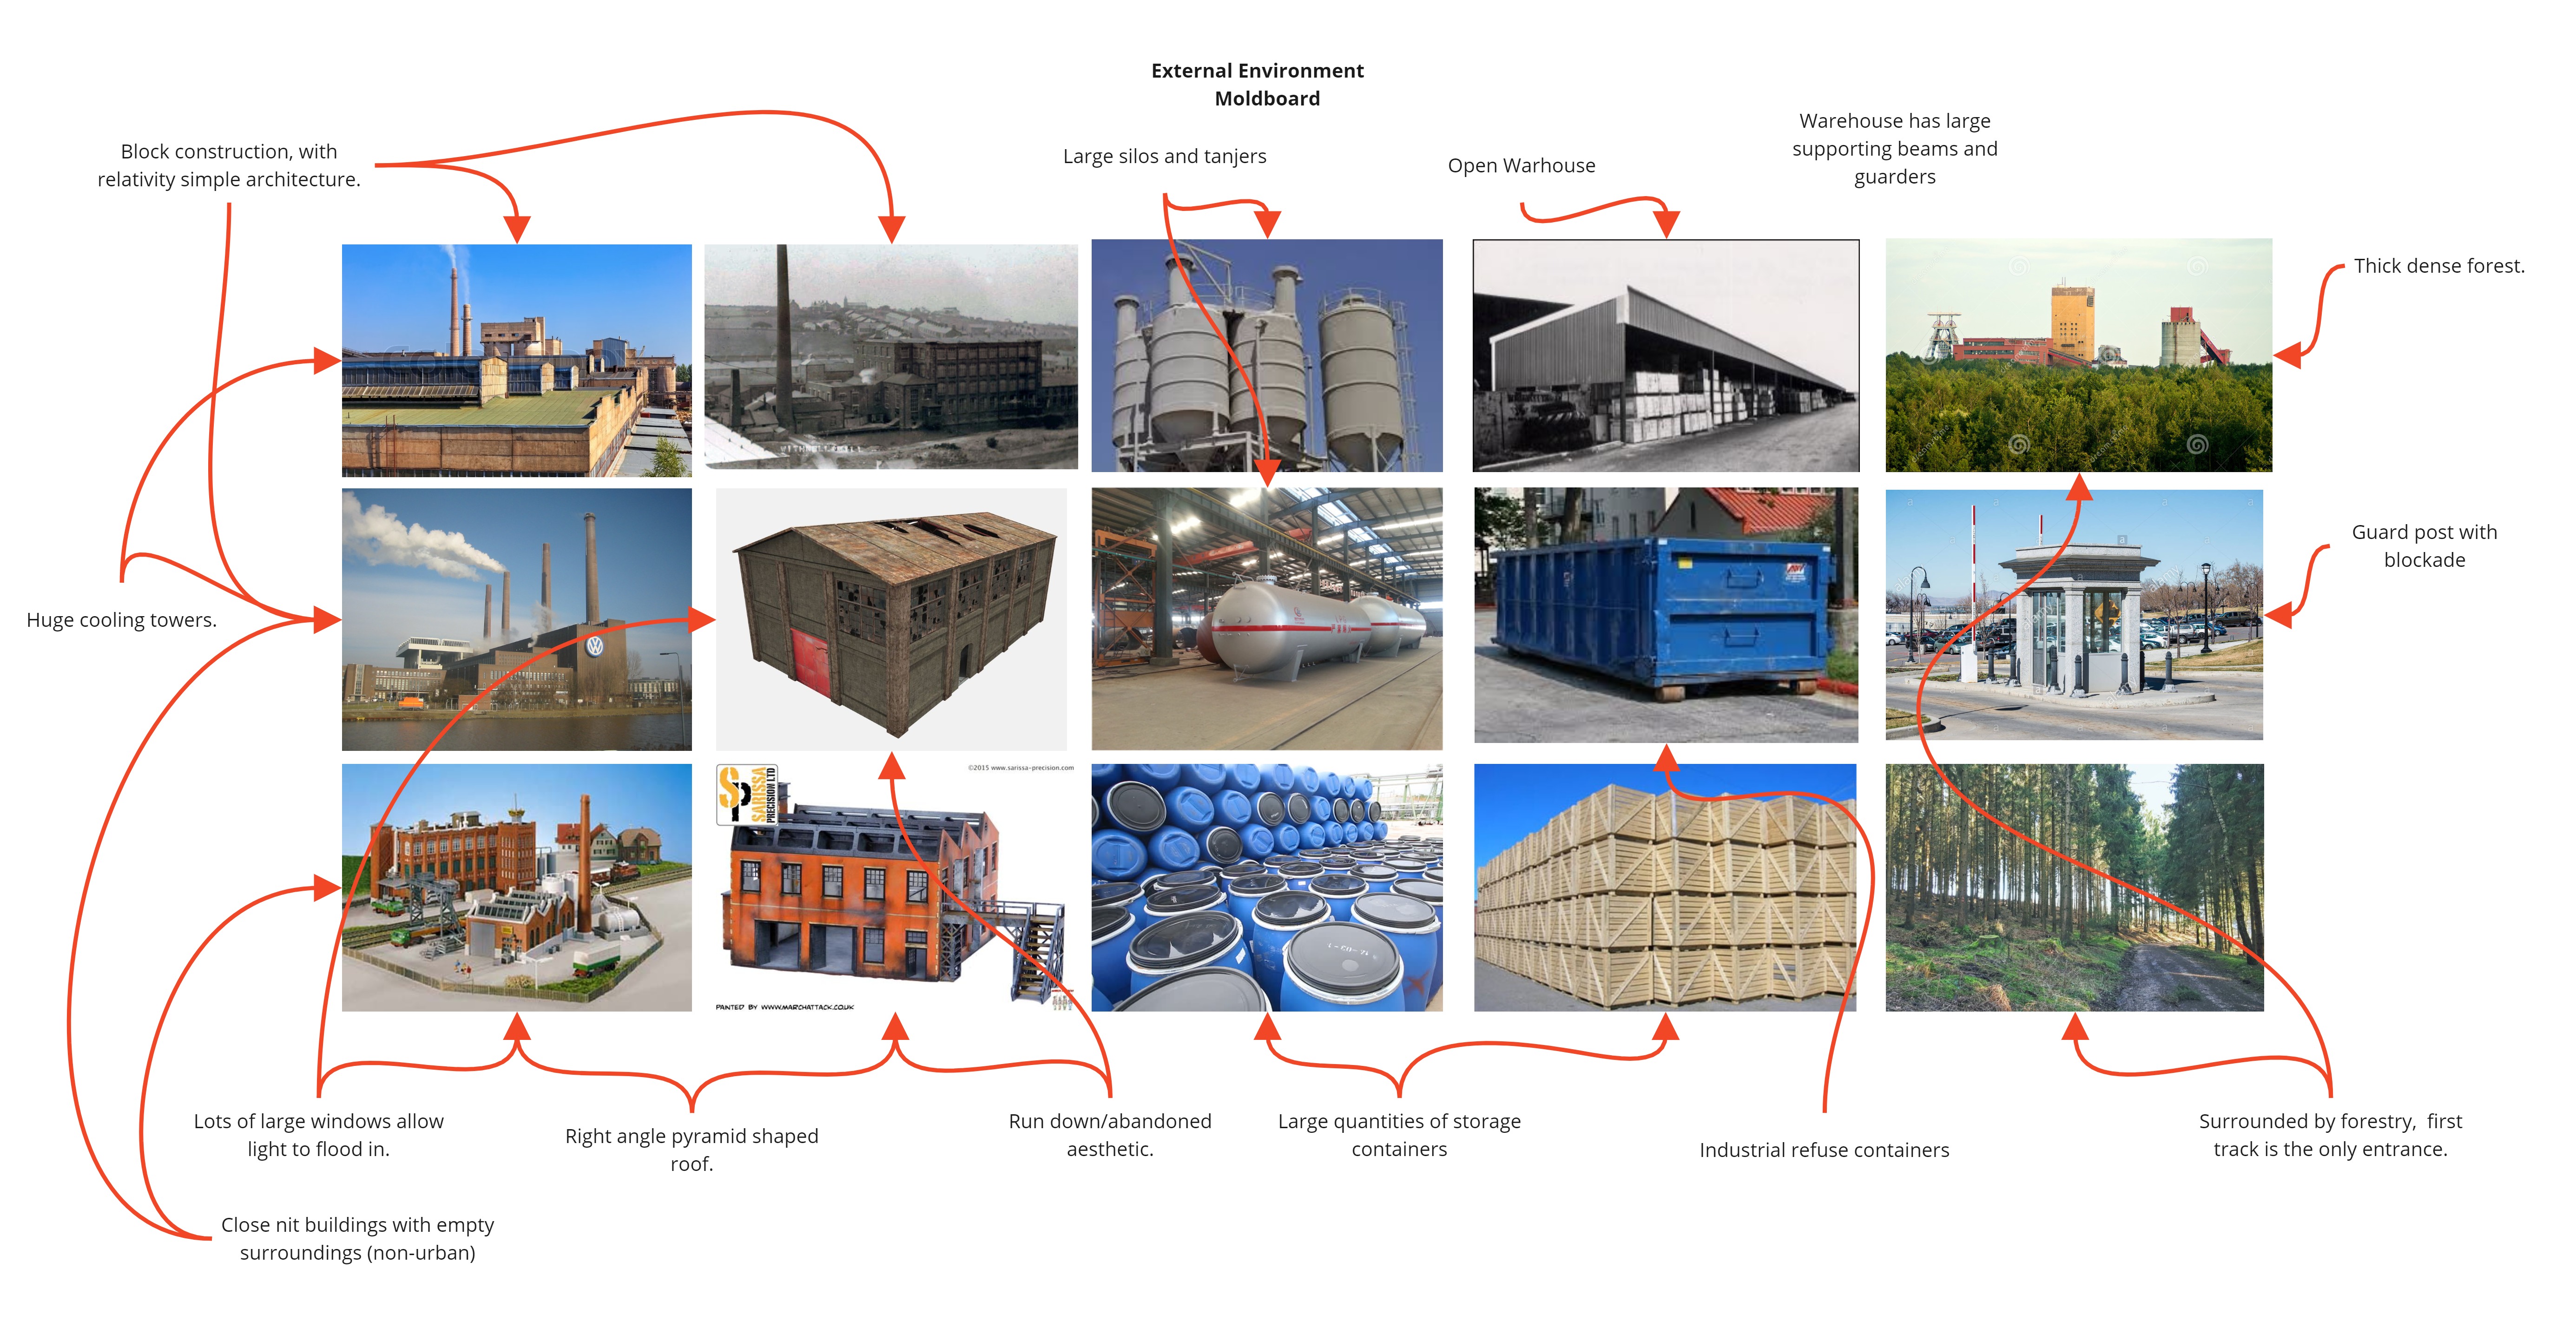 External Environment
Moldboard
Block construction, with
relativity simple architecture.
Large silos and tanjers
Open Warhouse
Warehouse has large
supporting beams and
guarders
Thick dense forest.
Huge cooling towers.
Guard post with
blockade
SARISSA
PRECISION LTD
©2015 www.sarissa-precision.com
PAINTED BY WWW.MARCHATTACK.CO.UK
Lots of large windows allow
light to flood in.
Right angle pyramid shaped
roof.
Run down/abandoned
aesthetic.
Large quantities of storage
containers
Industrial refuse containers
Surrounded by forestry,  first
track is the only entrance.
Close nit buildings with empty
surroundings (non-urban)